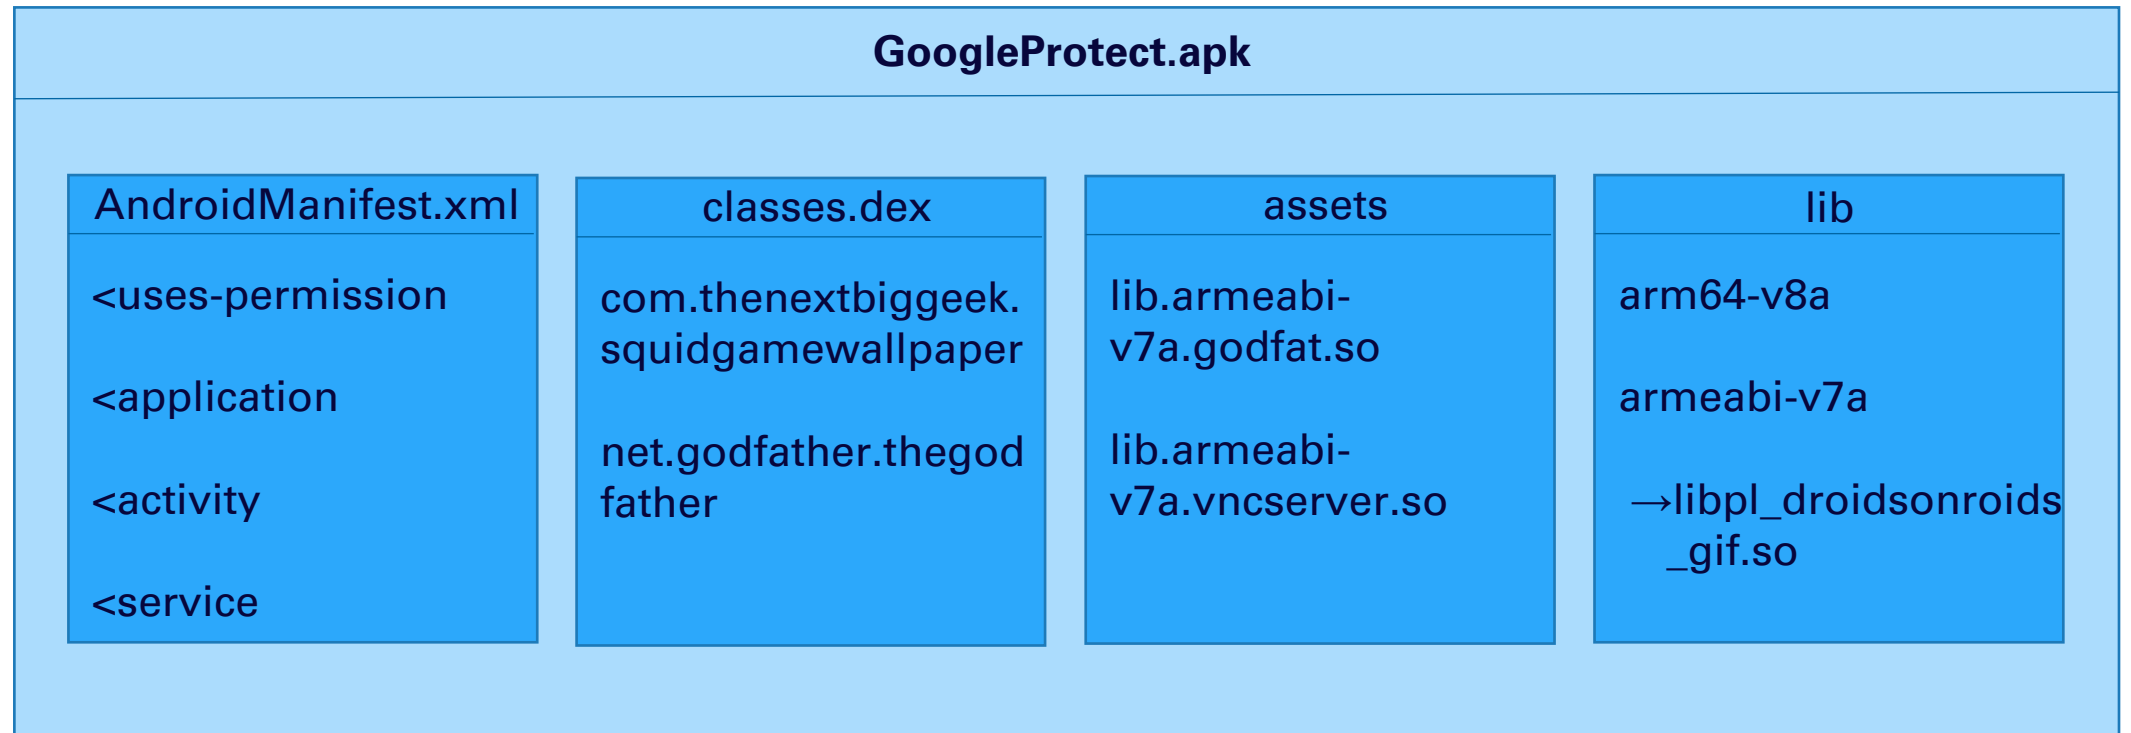 GoogleProtect.apk
AndroidManifest.xml
<uses-permission
<application
<activity
<service
classes.dex
com.thenextbiggeek.
squidgamewallpaper
net.godfather.thegod
father
assets
lib.armeabi-
v7a.godfat.so
lib.armeabi-
v7a.vncserver.so
lib
arm64-v8a
armeabi-v7a
→libpl_droidsonroids
_gif.so